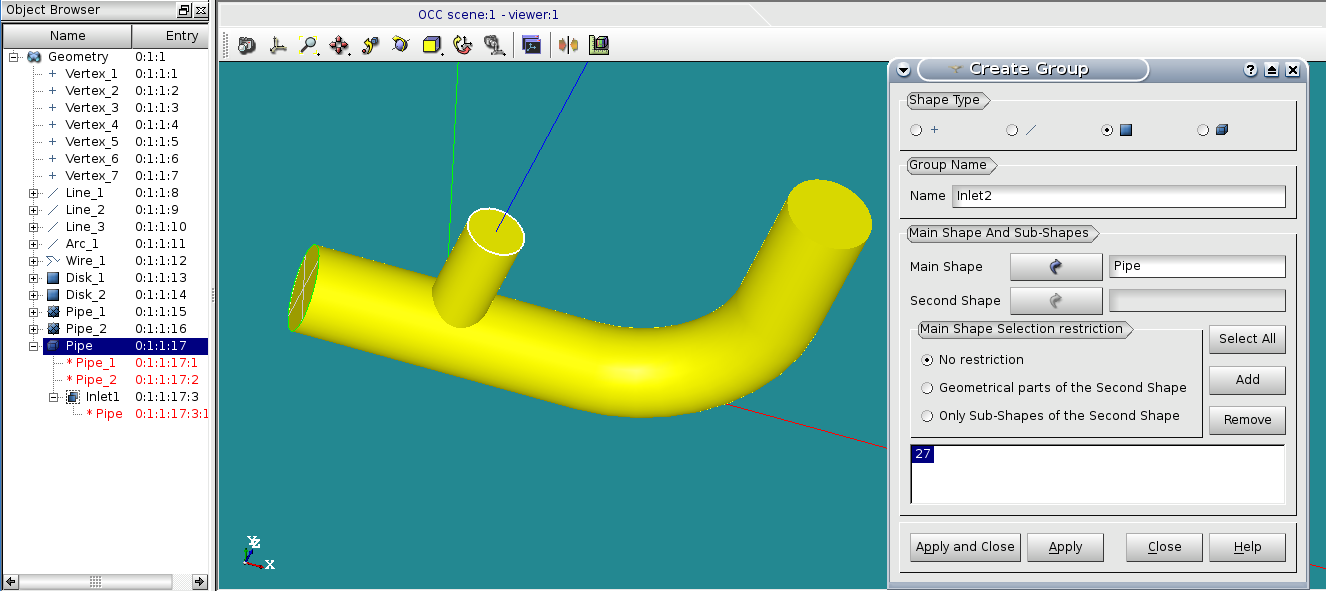 Object Browser
Name Entry
Geometry 0:1:1
Vertex_1 0:1:1:1
Vertex_2 0:1:1:2
Vertex_3 0:1:1:3
Vertex_4 0:1:1:4
Vertex_5 0:1:1:5
Vertex_6 0:1:1:6
Vertex_7 0:1:1:7
Line_1 0:1:1:8
Line_2 0:1:1:9
Line_3 0:1:1:10
Arc_1 0:1:1:11
Wire_1 0:1:1:12
Disk_1 0:1:1:13
Disk_2 0:1:1:14
Pipe_1 0:1:1:15
Pipe_2 0:1:1:16
Pipe 0:1:1:17
* Pipe_1 0:1:1:17:1
* Pipe_2 0:1:1:17:2
Inlet1 0:1:1:17:3
* Pipe 0:1:1:17:3:1
OCC scene:1 - viewer:1
X
Y
Z
Create Group
?
Shape Type
Group Name
Name Inlet2
Main Shape And Sub-Shapes
Main Shape Pipe
Second Shape
Main Shape Selection restriction
No restriction
Geometrical parts of the Second Shape
Only Sub-Shapes of the Second Shape
Select All
Add
Remove
27
Apply and Close Apply Close Help